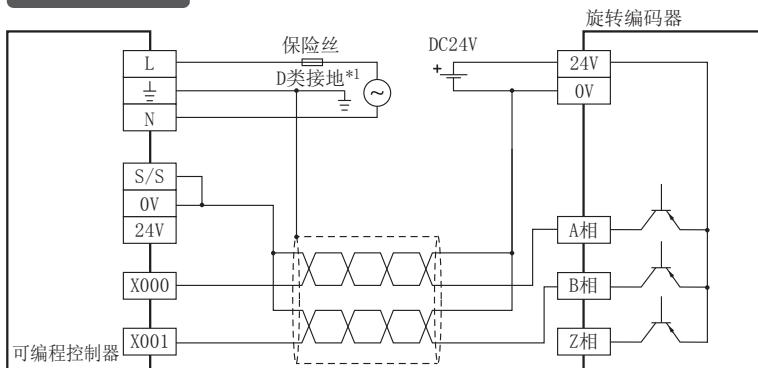 旋转编码器
保险丝
DC24V
L
D类接地*1
24V
+
0V
N
~
S/S
0V
24V
A相
X000
B相
X001
Z相
可编程控制器